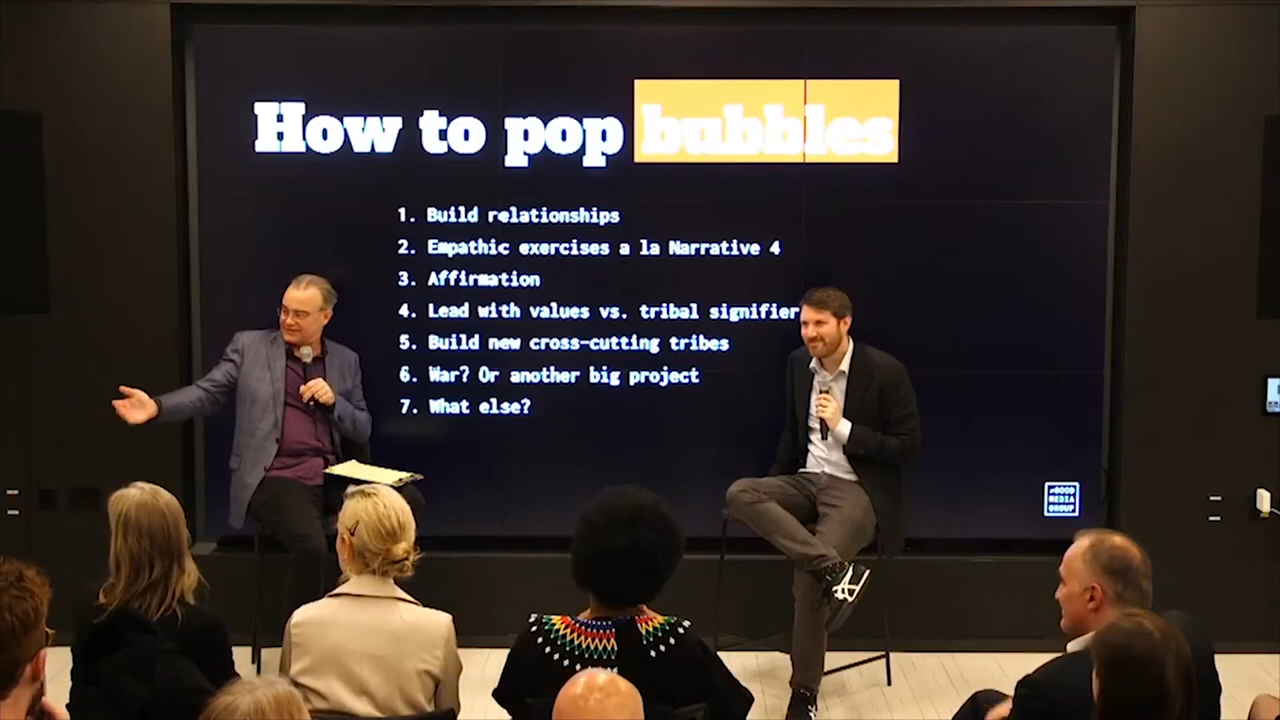 How to pop bubbles
1. Build relationships
2. Empathic exercises a la Narrative 4
3. Affirmation
4. Lead with values vs. tribal signifier
5. Build new cross-cutting tribes
6. War? Or another big project
7. What else?
GOOD
MEDIA
GROUP